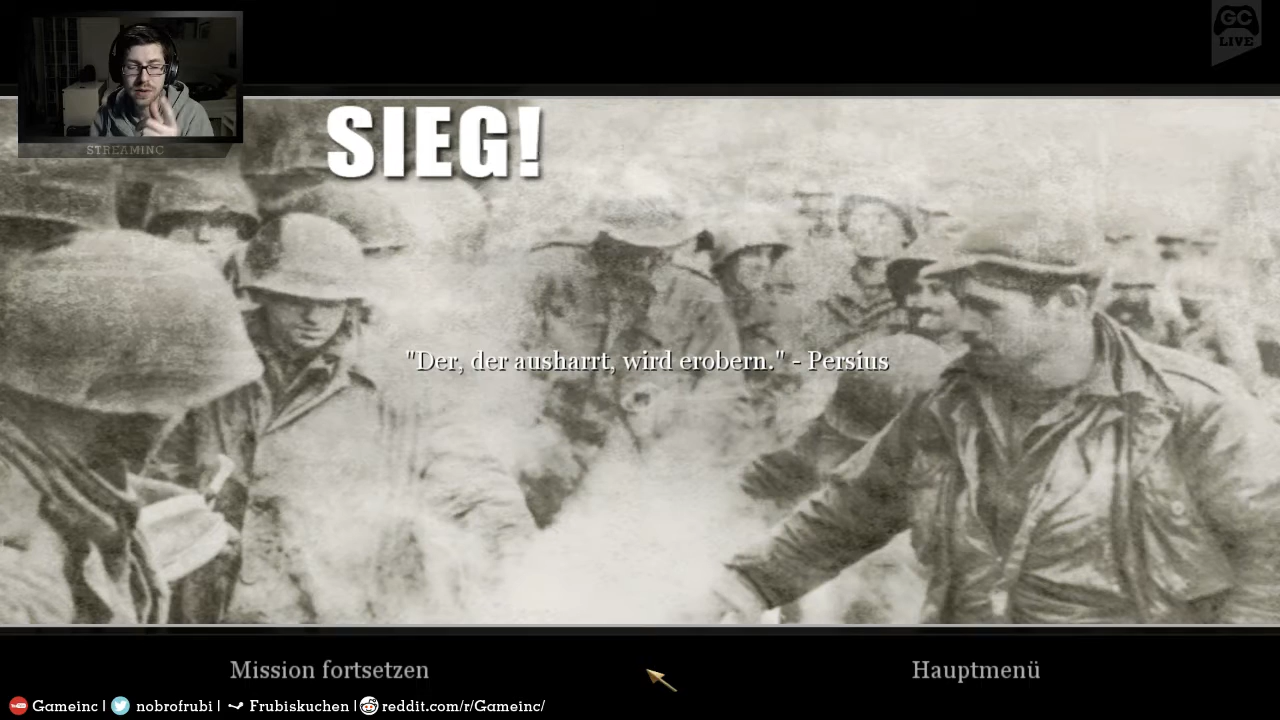 GC
LIVE
SIEG!
STREAMINC
"Der, der ausharrt, wird erobern." - Persius
Mission fortsetzen
Hauptmenü
Gameinc | nobrofrubi | Frubiskuchen | reddit.com/r/Gameinc/